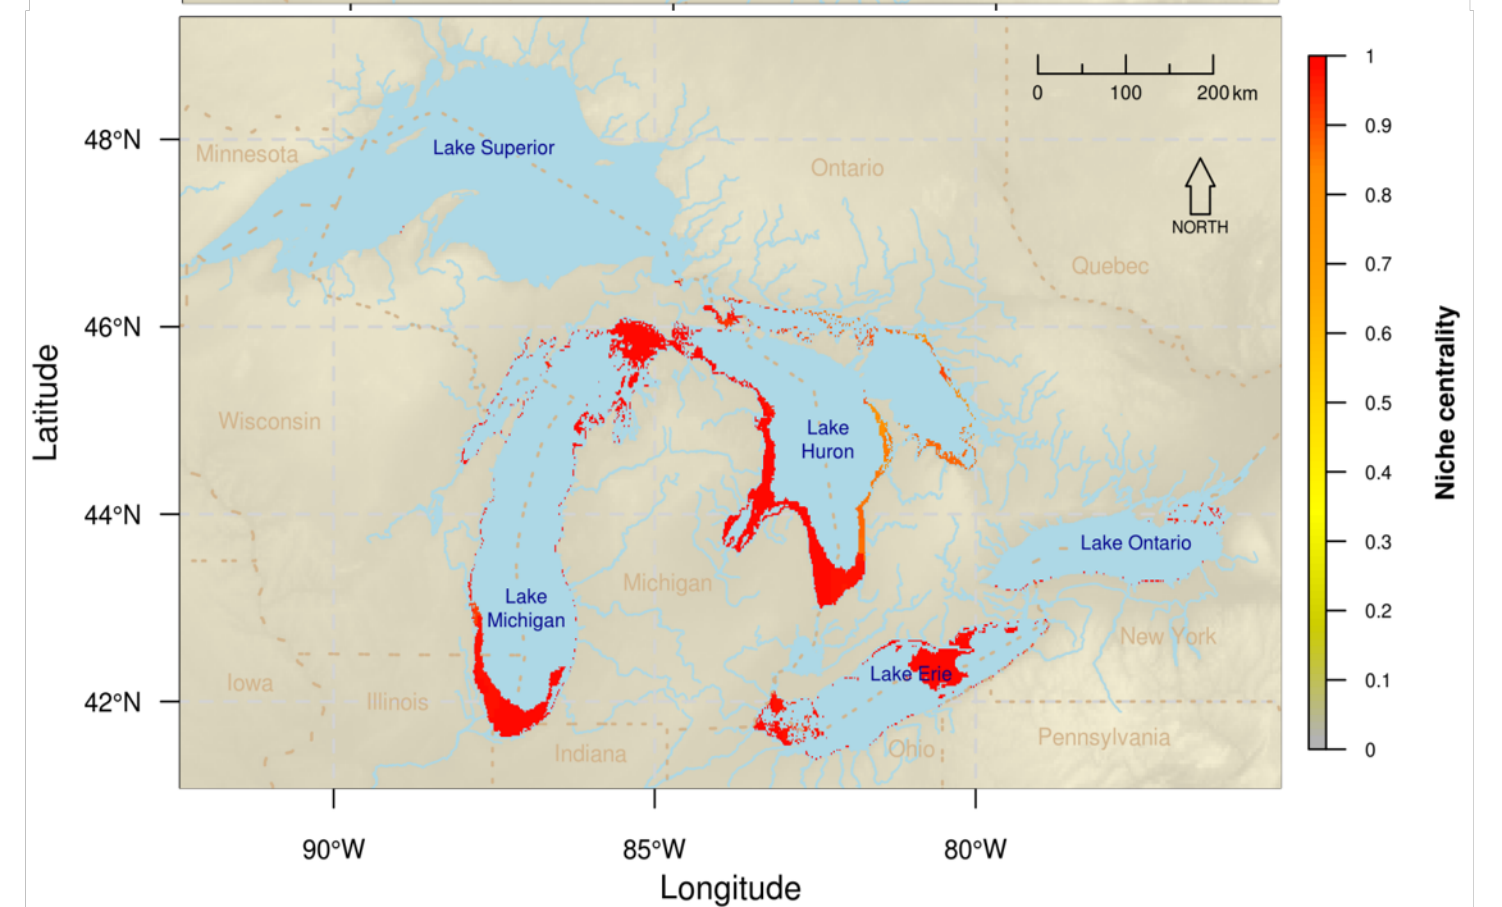 0
100
200 km
1
48°N
Lake Superior
Minnesota
Ontario
0.9
0.8
NORTH
Quebec
0.7
46°N
0.6
Latitude
Wisconsin
Lake
Huron
0.5
Niche centrality
0.4
44°N
Lake Ontario
0.3
Michigan
Lake
Michigan
0.2
New York
Iowa
Illinois
Lake Erie
0.1
42°N
Indiana
Ohio
Pennsylvania
0
90°W
85°W
80°W
Longitude